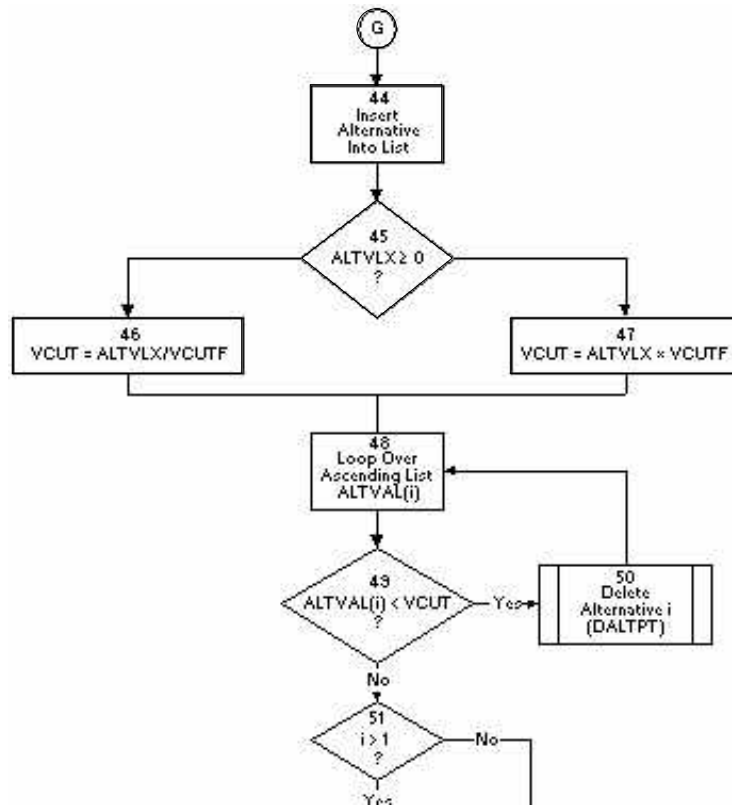 G
44
Insert
Alternative
Into List
45
ALTVLX ≥ 0
?
46
VCUT = ALTVLX/VCUTF
47
VCUT = ALTVLX × VCUTF
48
Loop Over
Ascending List
ALTVAL(i)
49
ALTVAL(i) < VCUT
?
Yes
50
Delete
Alternative i
(DALTPT)
No
51
i > 1
?
No
Yes